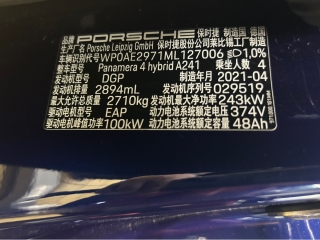 品牌 PORSCHE 保时捷 制造国 德国
生产厂名 Porsche Leipzig GmbH 保时捷股份公司莱比锡工厂制造
车辆识别代号 WP0AE2971ML127006 1,0%
整车型号 Panamera 4 hybrid A241 乘坐人数 4
发动机型号 DGP 制造年月 2021-04
发动机排量 2894mL 发动机序列号 029519
最大允许总质量 2710kg 发动机最大净功率 243kW
驱动电机型号 EAP 动力电池系统额定电压 374V
驱动电机峰值功率 100kW 动力电池系统额定容量 48Ah